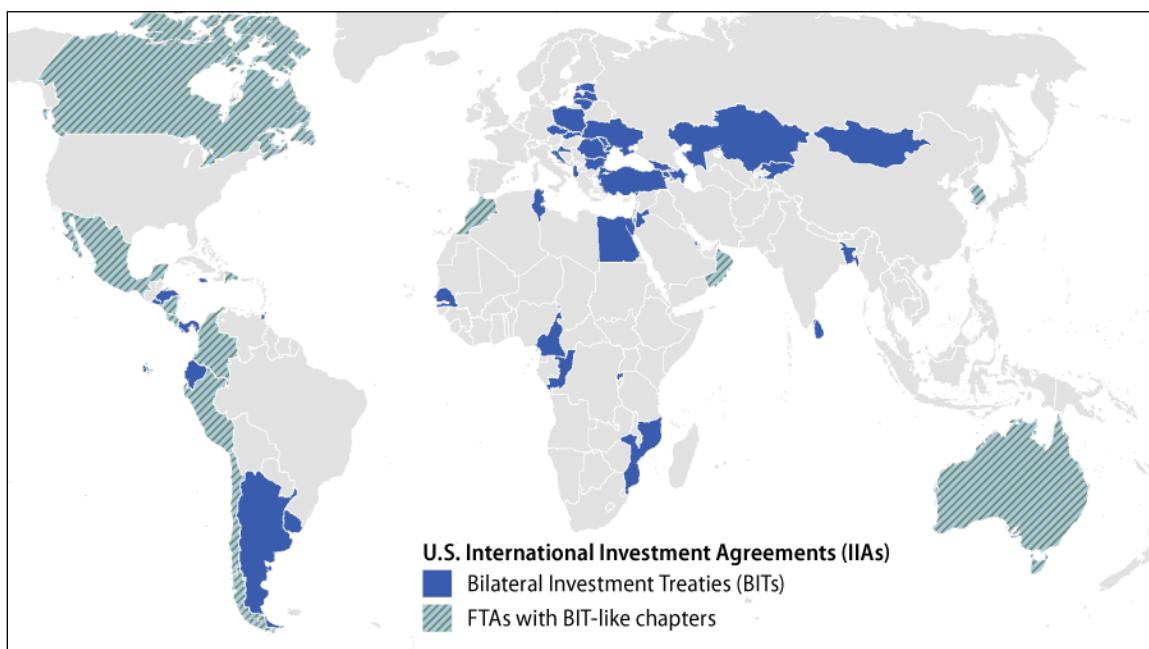 U.S. International Investment Agreements (IIAs)
Bilateral Investment Treaties (BITs)
FTAs with BIT-like chapters